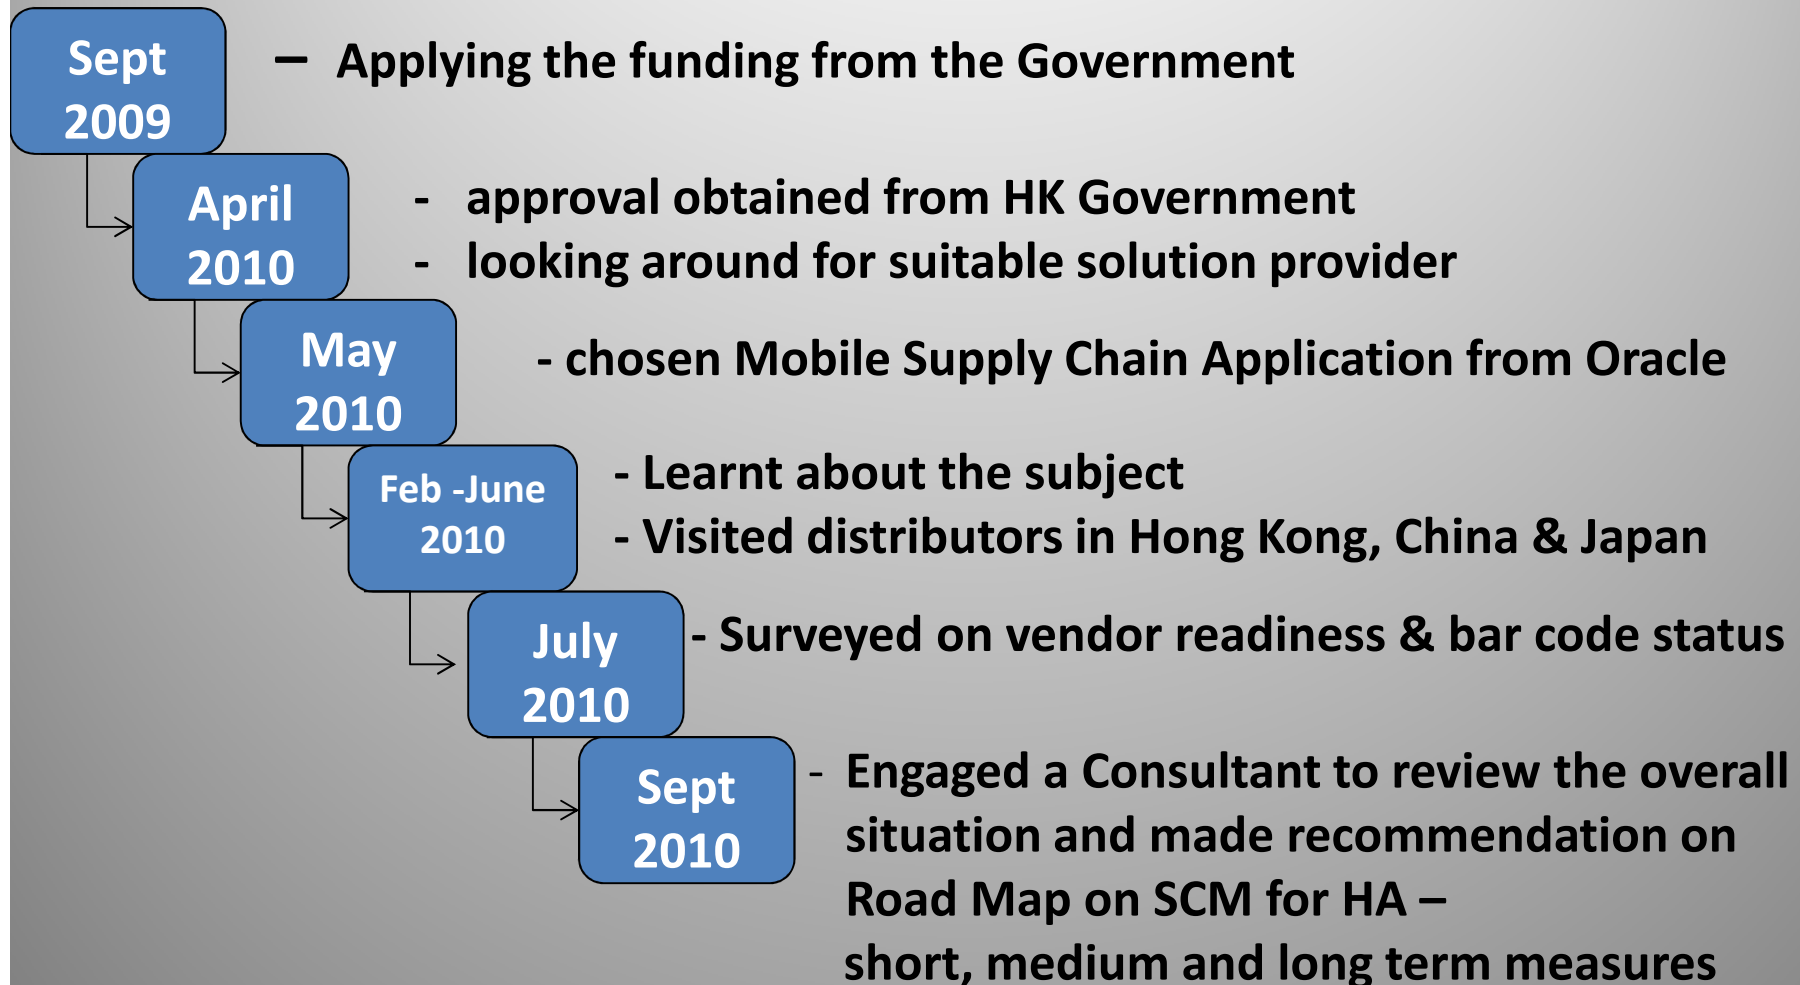 Sept
2009
– Applying the funding from the Government
April
2010
- approval obtained from HK Government
- looking around for suitable solution provider
May
2010
- chosen Mobile Supply Chain Application from Oracle
Feb -June
2010
- Learnt about the subject
- Visited distributors in Hong Kong, China & Japan
July
2010
- Surveyed on vendor readiness & bar code status
Sept
2010
- Engaged a Consultant to review the overall
situation and made recommendation on
Road Map on SCM for HA –
short, medium and long term measures